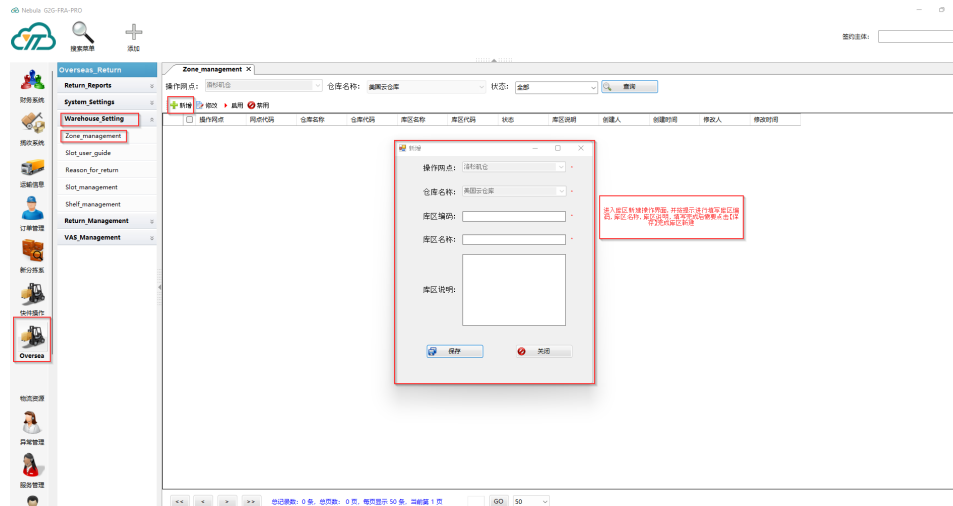 Nebula G2G-FRA-PRO
搜索菜单
添加
签约主体:
财务系统
揽收系统
运输信息
订单管理
新分拣系
快件操作
Oversea
物流资源
异常管理
服务管理
Overseas_Return
Return_Reports
System_Settings
Warehouse_Setting
Zone_management
Slot_user_guide
Reason_for_return
Slot_management
Shelf_management
Return_Management
VAS_Management
Zone_management X
操作网点: 洛杉矶仓 仓库名称: 美国云仓库 状态: 全部 查询
新增 修改 启用 禁用
操作网点 网点代码 仓库名称 仓库代码 库区名称 库区代码 状态 库区说明 创建人 创建时间 修改人 修改时间
新增
操作网点: 洛杉矶仓 *
仓库名称: 美国云仓库 *
库区编码: *
库区名称: *
库区说明:
保存 关闭
进入库区新增操作界面,并按提示进行填写库区编
码,库区名称,库区说明,填写完成后需要点击【保
存】完成库区新建
<< < > >> 总记录数: 0 条, 总页数: 0 页, 每页显示 50 条, 当前第 1 页 GO 50